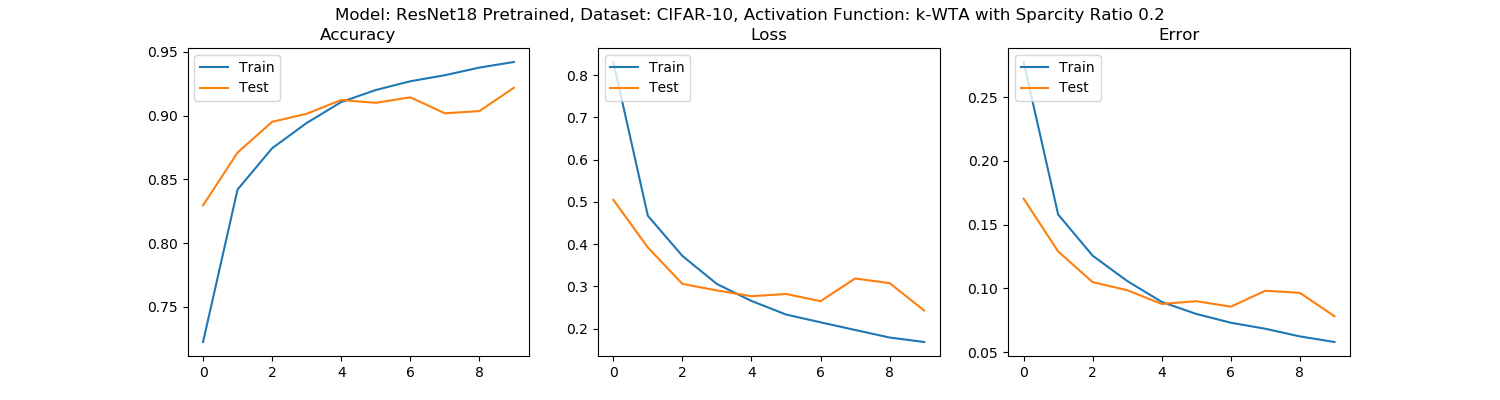 Model: ResNet18 Pretrained, Dataset: CIFAR-10, Activation Function: k-WTA with Sparcity Ratio 0.2
Accuracy
Train
Test
0.95
0.90
0.85
0.80
0.75
0 2 4 6 8
Loss
Train
Test
0.8
0.7
0.6
0.5
0.4
0.3
0.2
0 2 4 6 8
Error
Train
Test
0.25
0.20
0.15
0.10
0.05
0 2 4 6 8